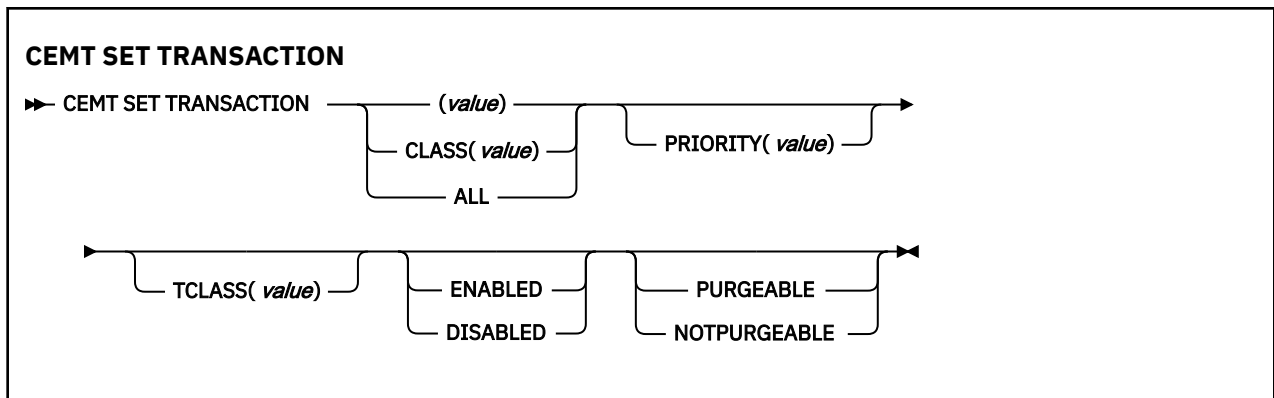 CEMT SET TRANSACTION
CEMT SET TRANSACTION
(value)
CLASS( value)
ALL
PRIORITY( value)
TCLASS( value)
ENABLED
DISABLED
PURGEABLE
NOTPURGEABLE